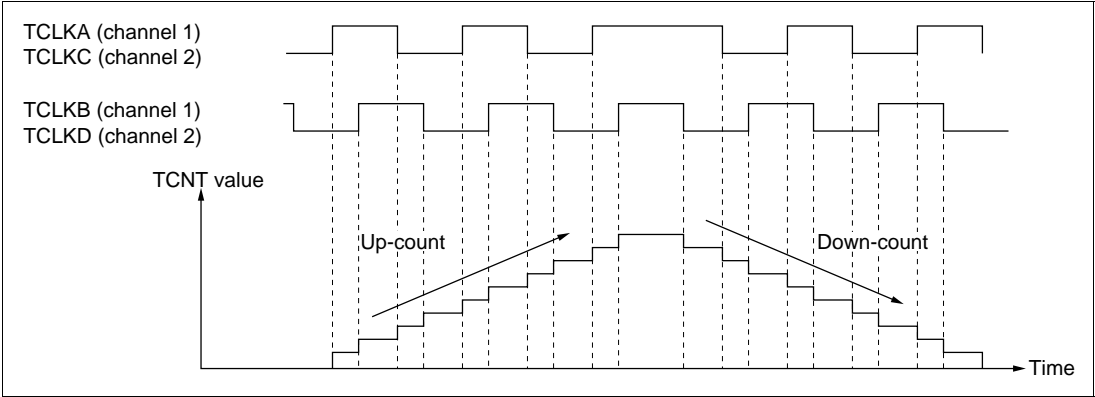 TCLKA (channel 1)
TCLKC (channel 2)
TCLKB (channel 1)
TCLKD (channel 2)
TCNT value
Up-count
Down-count
Time